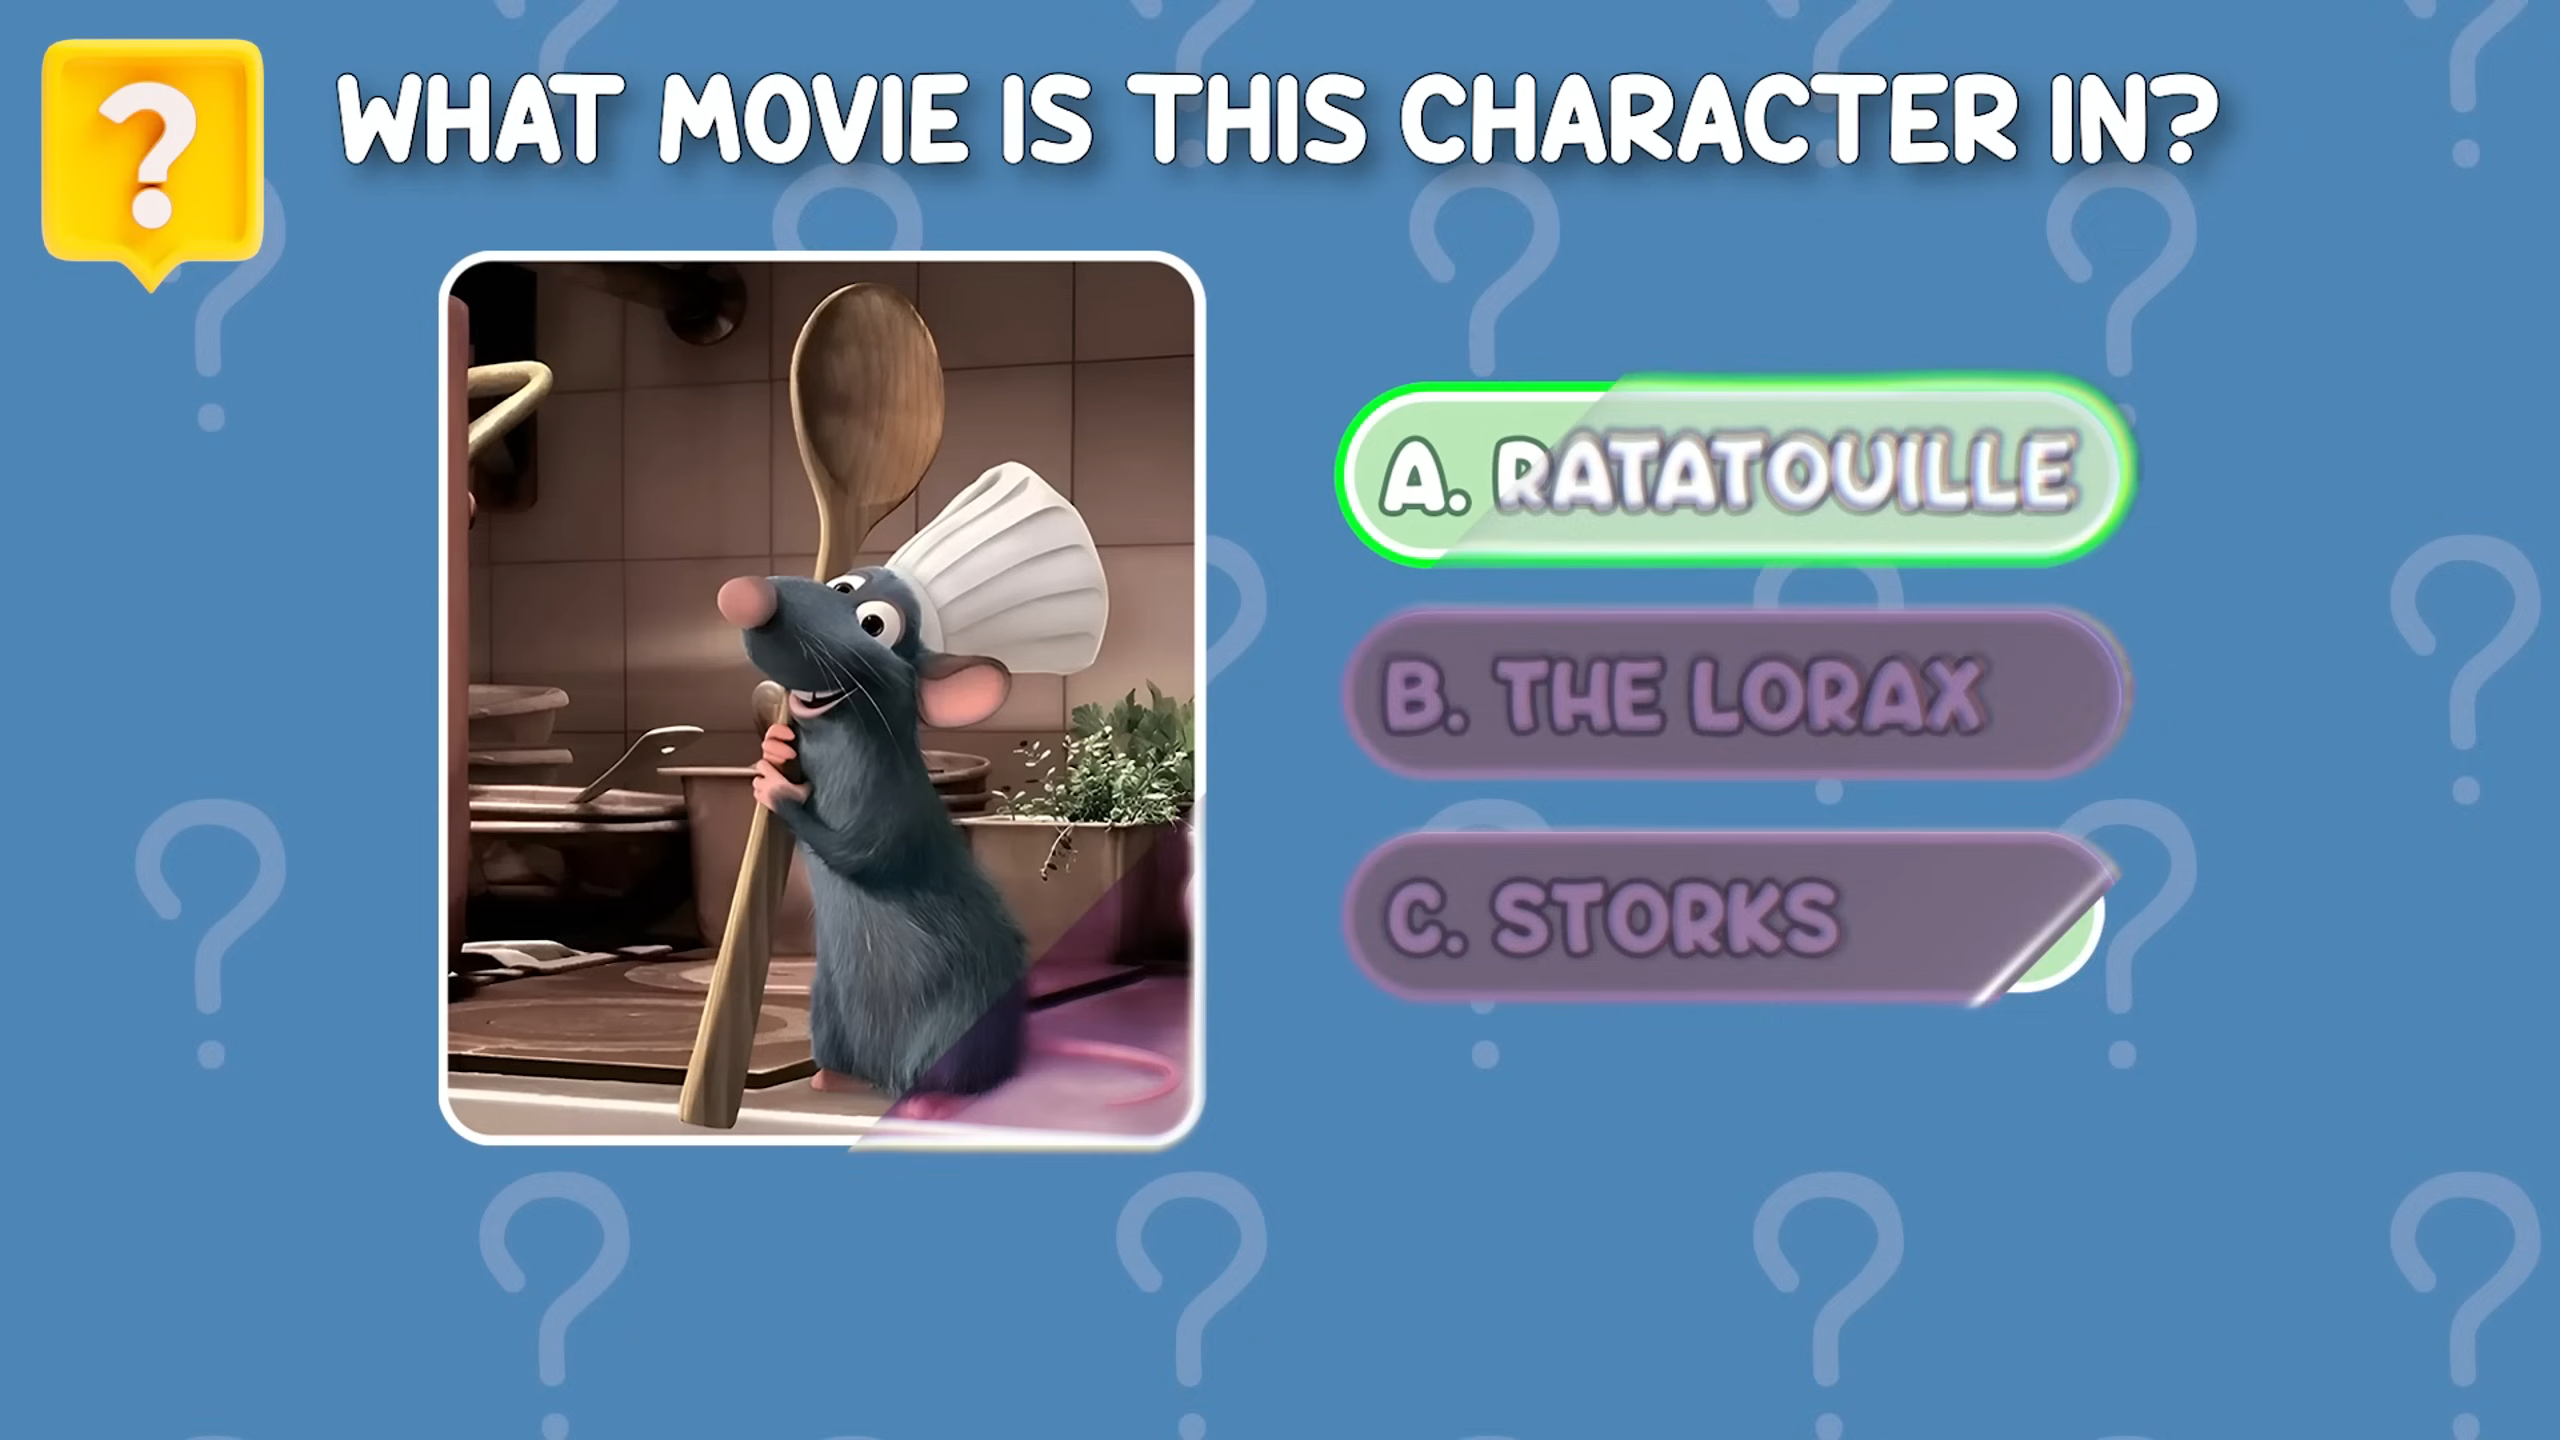 WHAT MOVIE IS THIS CHARACTER IN?
A. RATATOUILLE
B. THE LORAX
C. STORKS